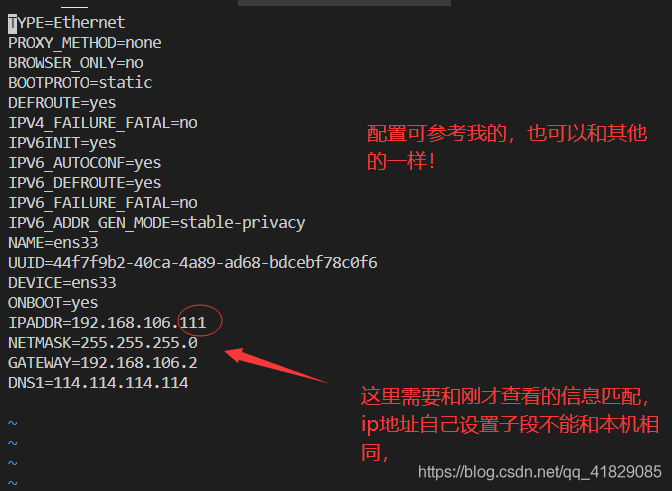 TYPE=Ethernet
PROXY_METHOD=none
BROWSER_ONLY=no
BOOTPROTO=static
DEFROUTE=yes
IPV4_FAILURE_FATAL=no
IPV6INIT=yes
IPV6_AUTOCONF=yes
IPV6_DEFROUTE=yes
IPV6_FAILURE_FATAL=no
IPV6_ADDR_GEN_MODE=stable-privacy
NAME=ens33
UUID=44f7f9b2-40ca-4a89-ad68-bdcebf78c0f6
DEVICE=ens33
ONBOOT=yes
IPADDR=192.168.106.111
NETMASK=255.255.255.0
GATEWAY=192.168.106.2
DNS1=114.114.114.114
~
~
~
~
配置可参考我的，也可以和其他
的一样！
这里需要和刚才查看的信息匹配，
ip地址自己设置子段不能和本机相
同，
https://blog.csdn.net/qq_41829085